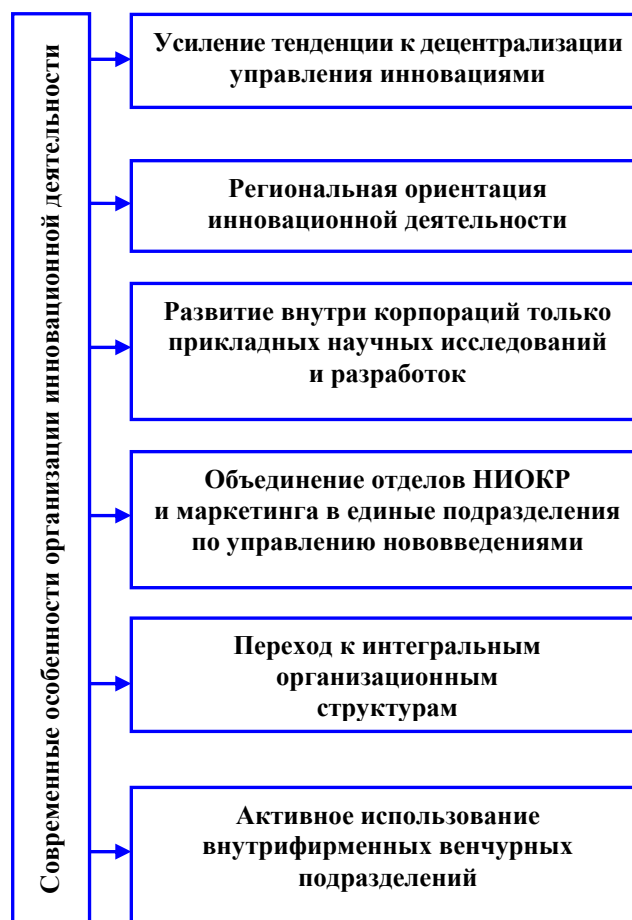 Современные особенности организации инновационной деятельности
Усиление тенденции к децентрализации
управления инновациями
Региональная ориентация
инновационной деятельности
Развитие внутри корпораций только
прикладных научных исследований
и разработок
Объединение отделов НИОКР
и маркетинга в единые подразделения
по управлению нововведениями
Переход к интегральным
организационным
структурам
Активное использование
внутрифирменных венчурных
подразделений